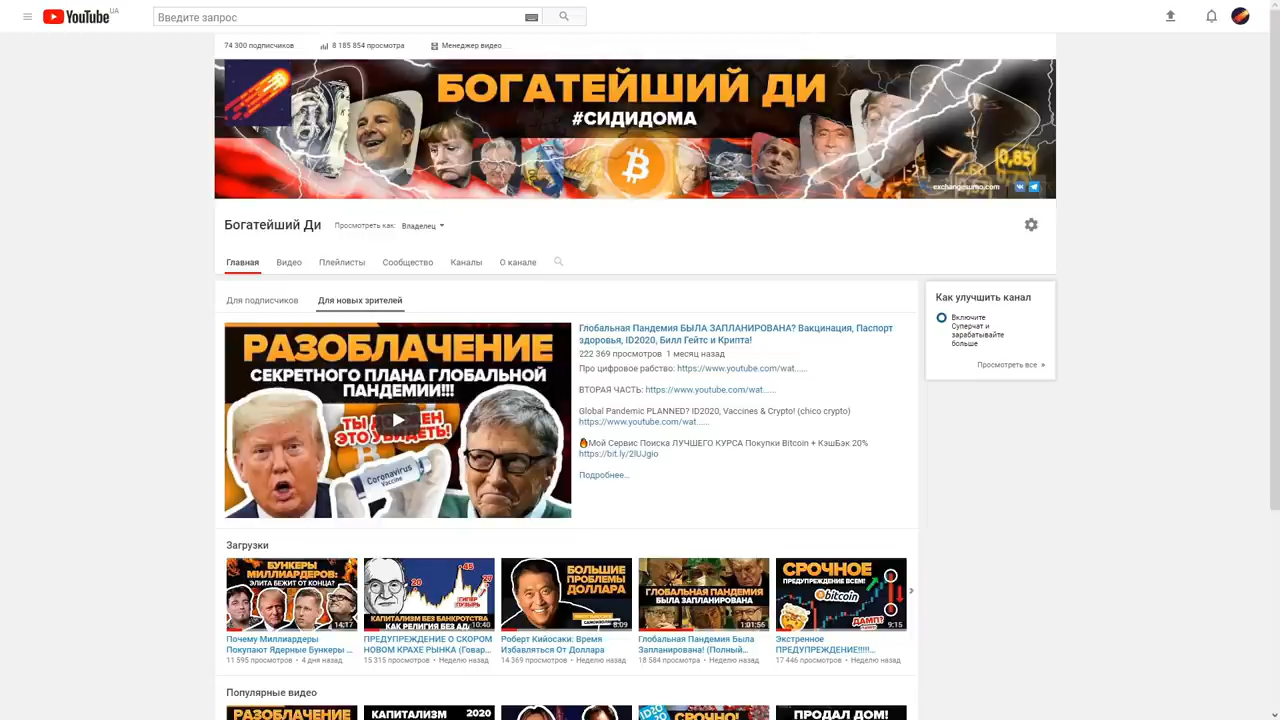 YouTube UA
Введите запрос
74 300 подписчиков
8 185 854 просмотра
Менеджер видео
БОГАТЕЙШИЙ ДИ
#СИДИДОМА
0,85
exchangesumo.com
Богатейший Ди
Просмотреть как: Владелец
Главная
Видео
Плейлисты
Сообщество
Каналы
О канале
Для подписчиков
Для новых зрителей
РАЗОБЛАЧЕНИЕ
СЕКРЕТНОГО ПЛАНА ГЛОБАЛЬНОЙ
ПАНДЕМИИ!!!
ЭТО УВИДЕТЬ!
Coronavirus
Vaccine
Глобальная Пандемия БЫЛА ЗАПЛАНИРОВАНА? Вакцинация, Паспорт
здоровья, ID2020, Билл Гейтс и Крипта!
222 369 просмотров 1 месяц назад
Про цифровое рабство: https://www.youtube.com/wat......
ВТОРАЯ ЧАСТЬ: https://www.youtube.com/wat......
Global Pandemic PLANNED? ID2020, Vaccines & Crypto! (chico crypto)
https://www.youtube.com/wat......
Мой Сервис Поиска ЛУЧШЕГО КУРСА Покупки Bitcoin + КэшБэк 20%
https://bit.ly/2lUJgio
Подробнее...
Как улучшить канал
Включите
Суперчат и
зарабатывайте
больше
Просмотреть все »
Загрузки
БУНКЕРЫ
МИЛЛИАРДЕРОВ:
ЭЛИТА БЕЖИТ ОТ КОНЦА?
14:17
Почему Миллиардеры
Покупают Ядерные Бункеры ...
11 595 просмотров • 4 дня назад
20
45
27
ГИПЕР
ПУЗЫРЬ
КАПИТАЛИЗМ БЕЗ БАНКРОТСТВА
КАК РЕЛИГИЯ БЕЗ АДА
10:40
ПРЕДУПРЕЖДЕНИЕ О СКОРОМ
НОВОМ КРАХЕ РЫНКА (Говар...
15 315 просмотров • Неделю назад
БОЛЬШИЕ
ПРОБЛЕМЫ
ДОЛЛАРА
8:09
Роберт Кийосаки: Время
Избавляться От Доллара
14 369 просмотров • Неделю назад
ГЛОБАЛЬНАЯ ПАНДЕМИЯ
БЫЛА ЗАПЛАНИРОВАНА
1:01:56
Глобальная Пандемия Была
Запланирована! (Полный...
18 584 просмотра • Неделю назад
СРОЧНОЕ
ПРЕДУПРЕЖДЕНИЕ ВСЕМ!
bitcoin
ДАМП!
9:15
Экстренное
ПРЕДУПРЕЖДЕНИЕ!!!!!...
17 446 просмотров • Неделю назад
Популярные видео
РАЗОБЛАЧЕНИЕ
КАПИТАЛИЗМ 2020
ID20
СРОЧНО!
ПРОДАЛ ДОМ!